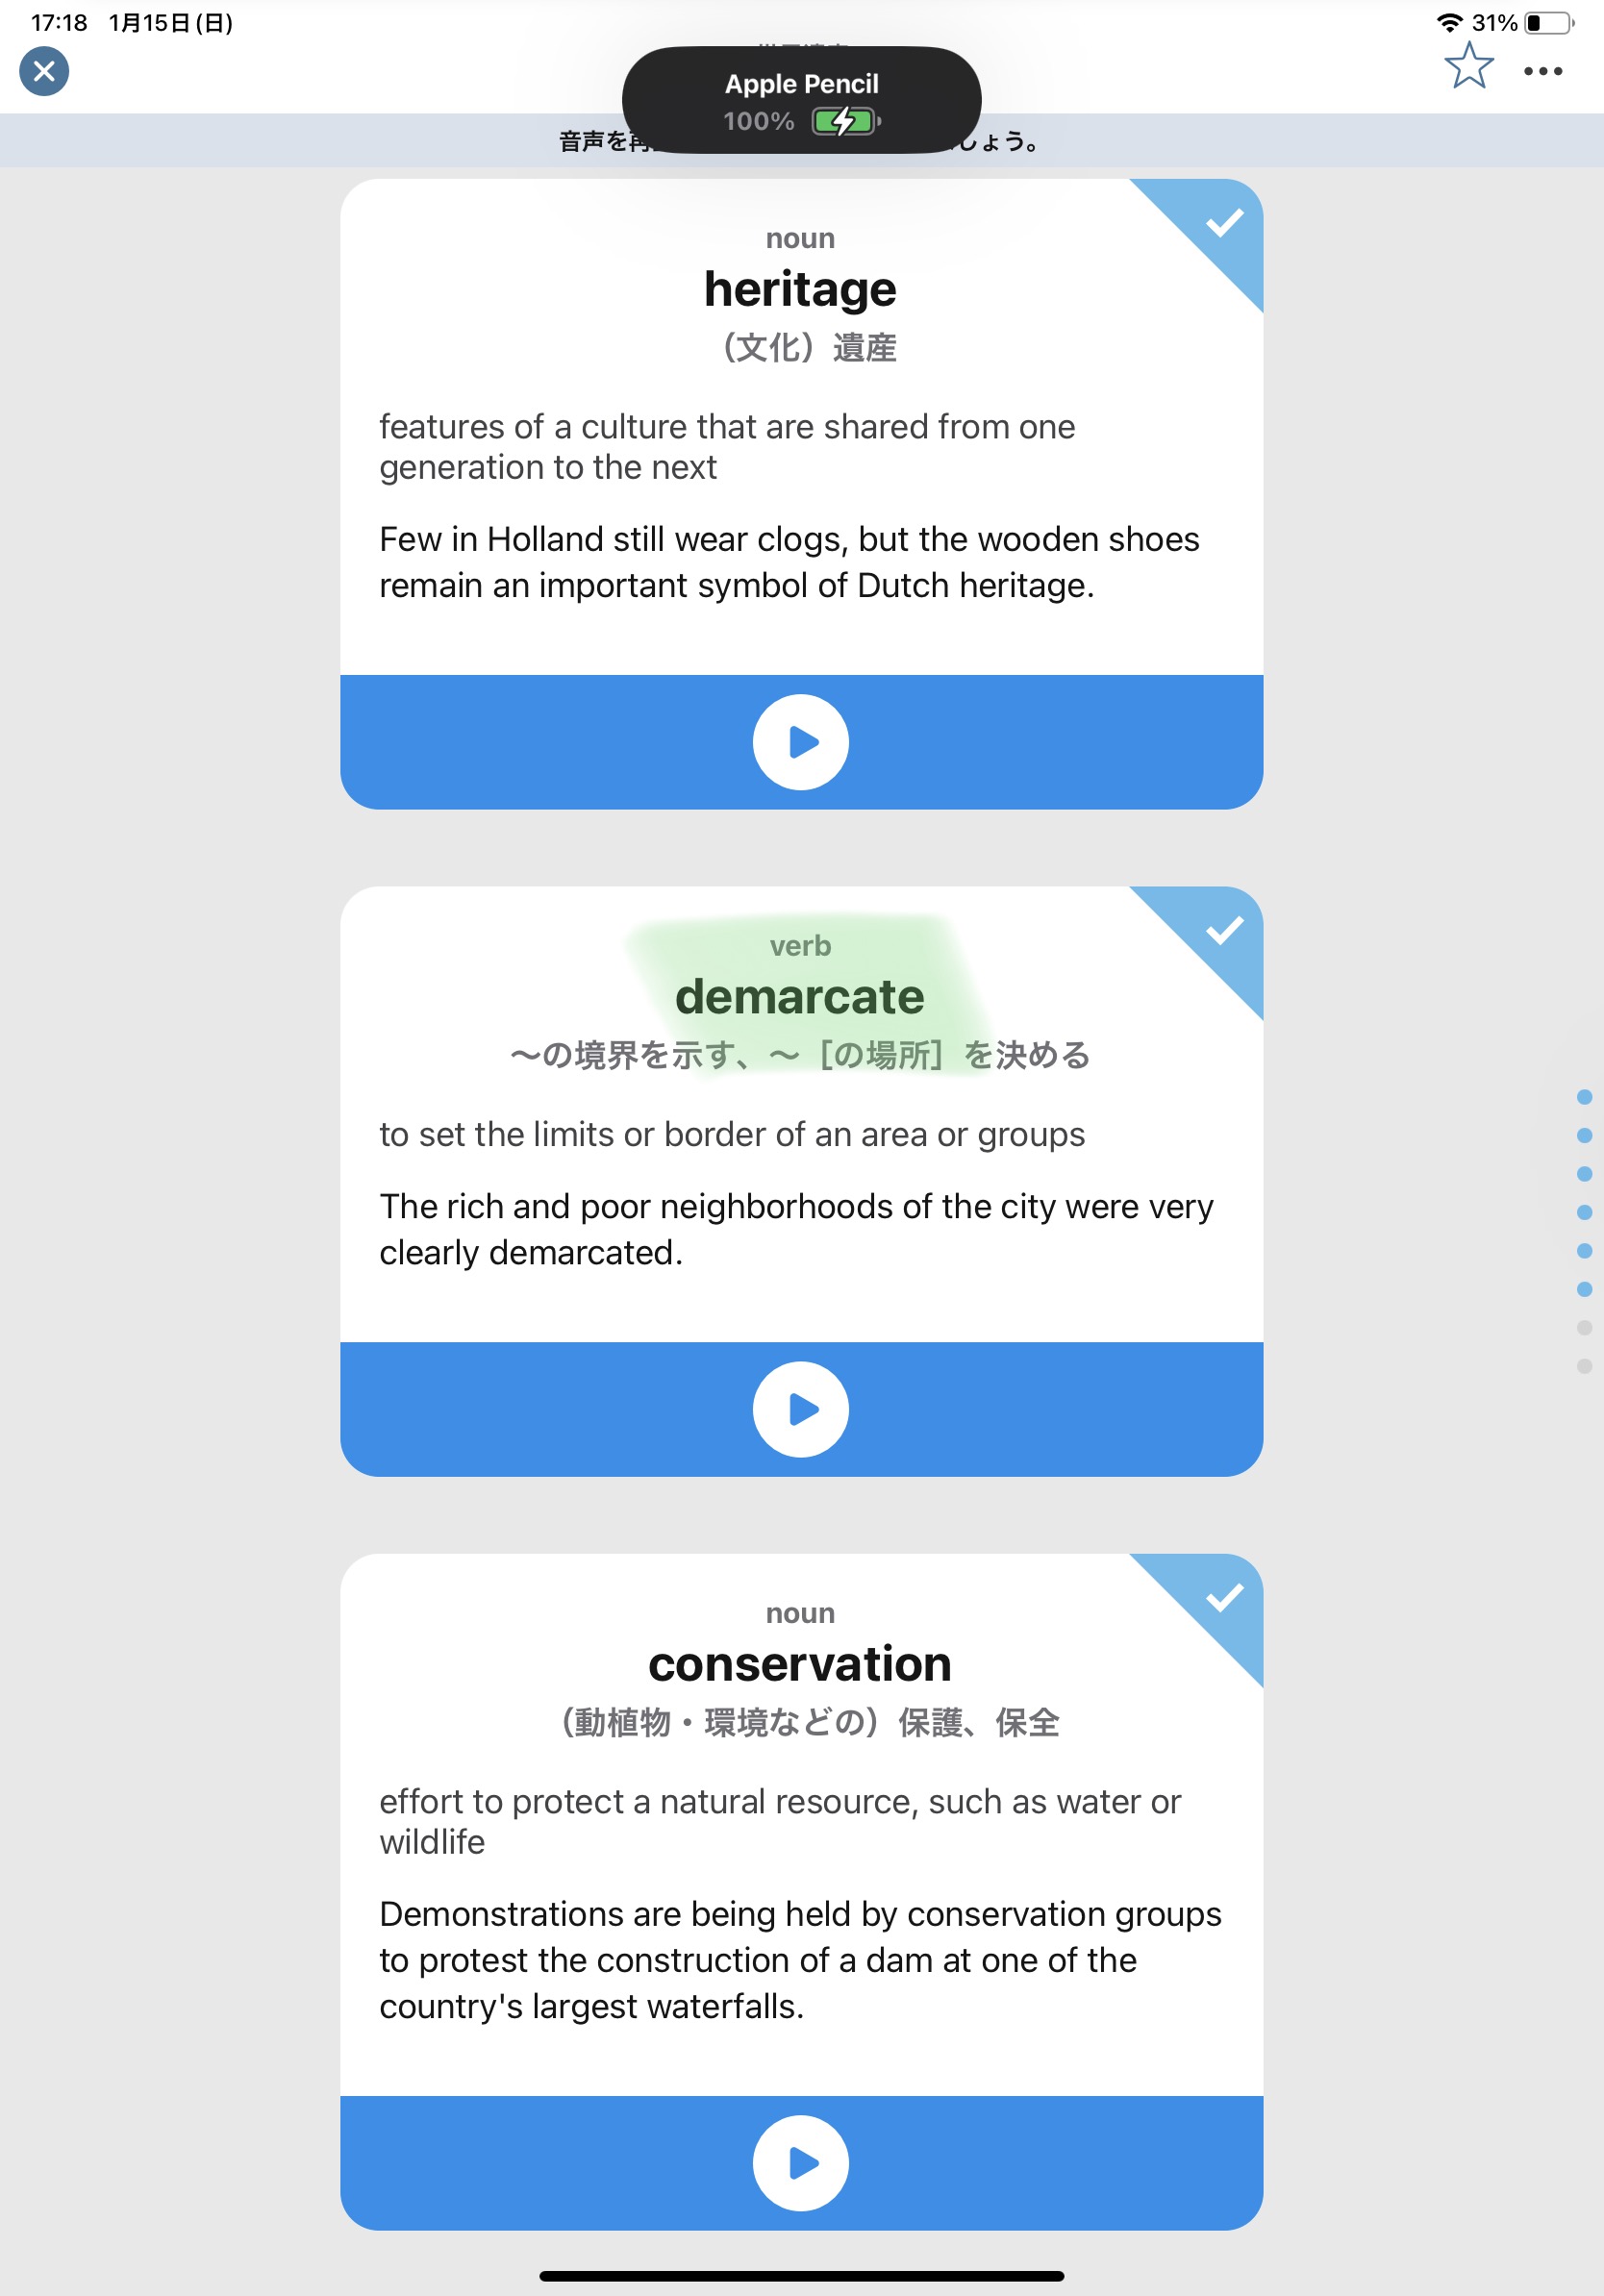 17:18 1月15日(日)
31%
Apple Pencil
100%
音声を再 しょう。
noun
heritage
(文化)遺産
features of a culture that are shared from one
generation to the next
Few in Holland still wear clogs, but the wooden shoes
remain an important symbol of Dutch heritage.
verb
demarcate
〜の境界を示す、〜[の場所]を決める
to set the limits or border of an area or groups
The rich and poor neighborhoods of the city were very
clearly demarcated.
noun
conservation
(動植物・環境などの)保護、保全
effort to protect a natural resource, such as water or
wildlife
Demonstrations are being held by conservation groups
to protest the construction of a dam at one of the
country's largest waterfalls.